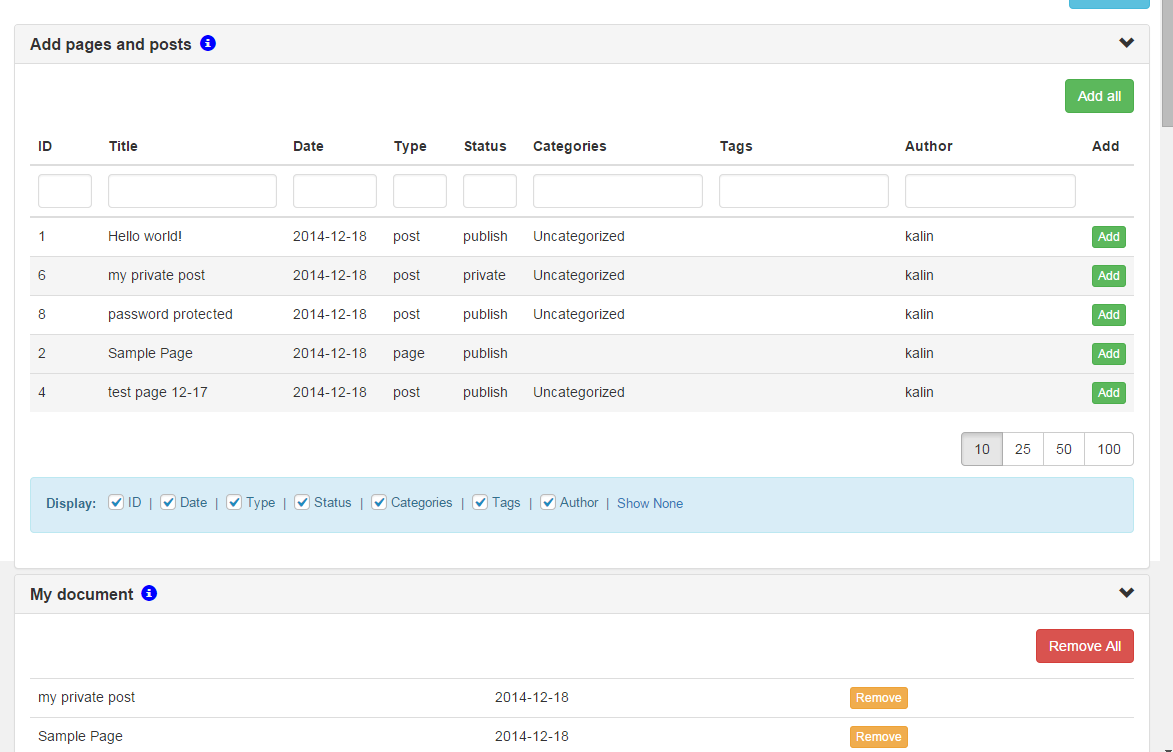 Add pages and posts
Add all
ID Title Date Type Status Categories Tags Author Add
1 Hello world! 2014-12-18 post publish Uncategorized kalin Add
6 my private post 2014-12-18 post private Uncategorized kalin Add
8 password protected 2014-12-18 post publish Uncategorized kalin Add
2 Sample Page 2014-12-18 page publish kalin Add
4 test page 12-17 2014-12-18 post publish Uncategorized kalin Add
10 25 50 100
Display: ID | Date | Type | Status | Categories | Tags | Author | Show None
My document
Remove All
my private post 2014-12-18 Remove
Sample Page 2014-12-18 Remove